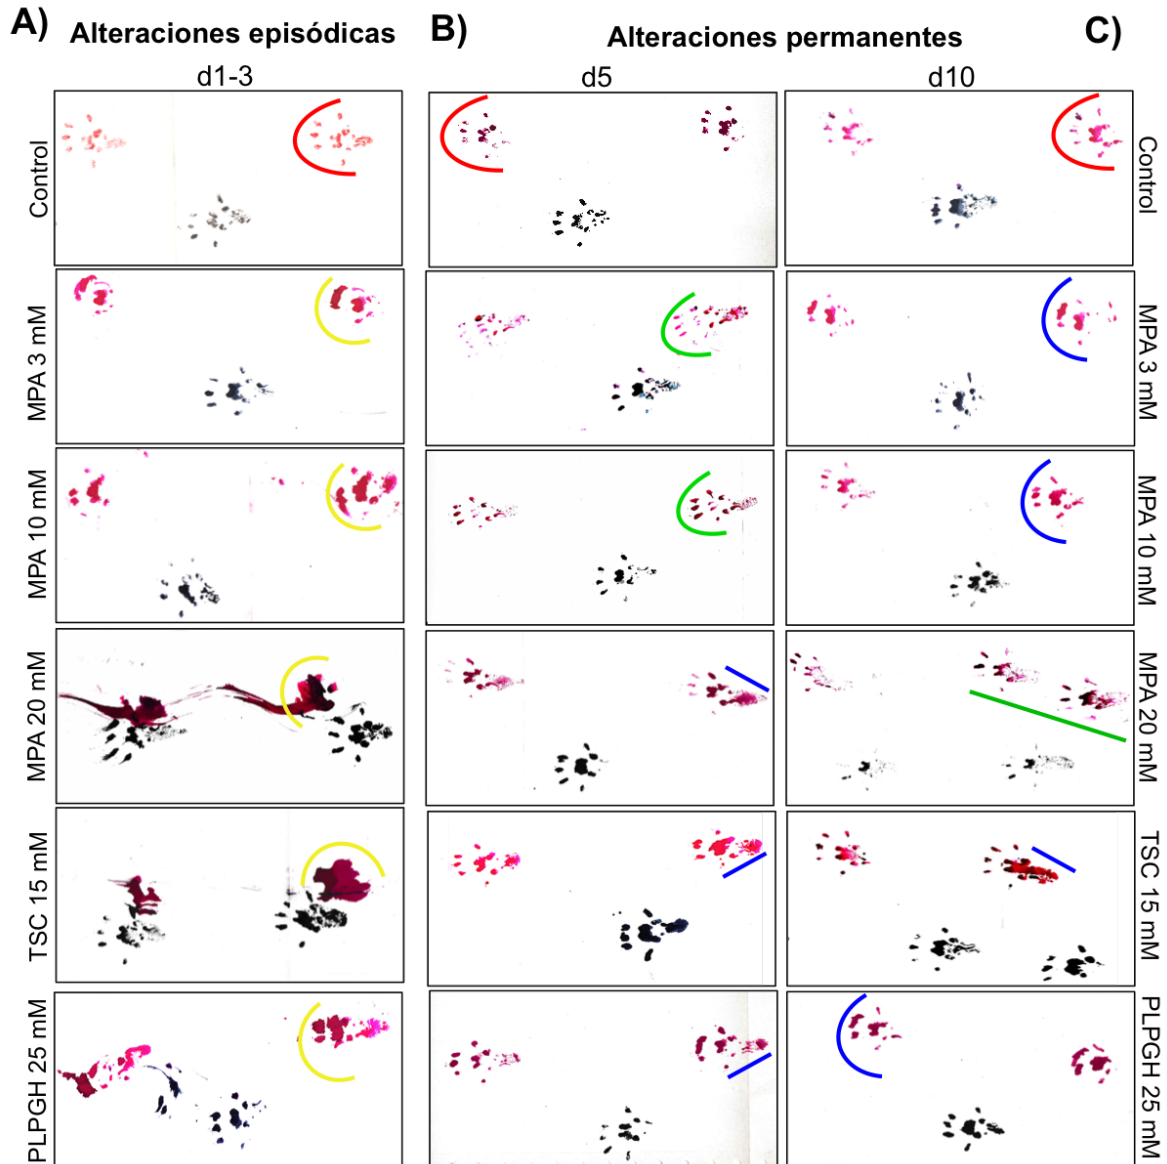 A) Alteraciones episódicas B) Alteraciones permanentes C)
d1-3 d5 d10
Control
Control
MPA 3 mM
MPA 3 mM
MPA 10 mM
MPA 10 mM
MPA 20 mM
MPA 20 mM
TSC 15 mM
TSC 15 mM
PLPGH 25 mM
PLPGH 25 mM